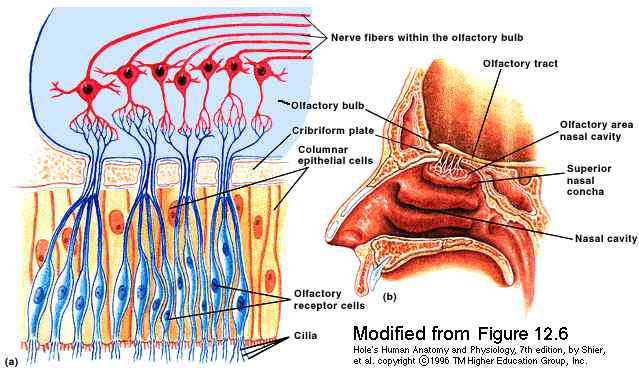 Nerve fibers within the olfactory bulb
Olfactory tract
Olfactory bulb
Cribriform plate
Columnar
epithelial cells
Olfactory area
nasal cavity
Superior
nasal
concha
Nasal cavity
Olfactory
receptor cells
Cilia
(a)
(b)
Modified from Figure 12.6
Hole's Human Anatomy and Physiology, 7th edition, by Shier,
et al. copyright ©1996 TM Higher Education Group, Inc.